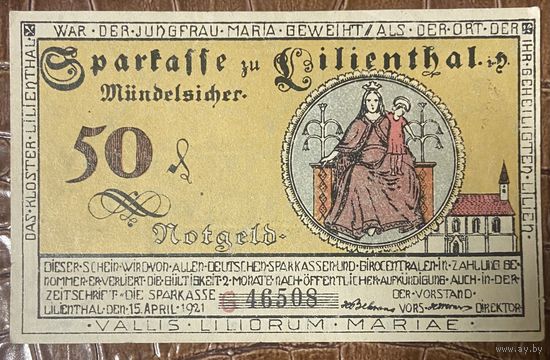 DAS·KLOSTER·LILIENTHAL·
WAR·DER·JUNGFRAU·MARIA·GEWEIHT/ALS·DER·ORT·DER
IHR·GEHEILIGTEN·LILIEN·
Sparkasse zu Lilienthal i·H.
Mündelsicher·
50 ₰
Notgeld·
DIESER·SCHEIN·WIRD·VON·ALLEN·DEUTSCHEN·SPARKASSEN·UND·GIROCENTRALEN·IN·ZAHLUNG GE-
NOMMEN·ER·VERLIERT·DIE·GÜLTIGKEIT·2·MONATE·NACH·ÖFFENTLICHER·AUFKÜNDIGUNG·AUCH·IN·DER
ZEITSCHRIFT·«DIE SPARKASSE 46508 DER·VORSTAND·
LILIENTHAL·DEN·15.APRIL·1921 VORS· DIREKTOR
·VALLIS·LILIORUM·MARIAE·
www.ay.by